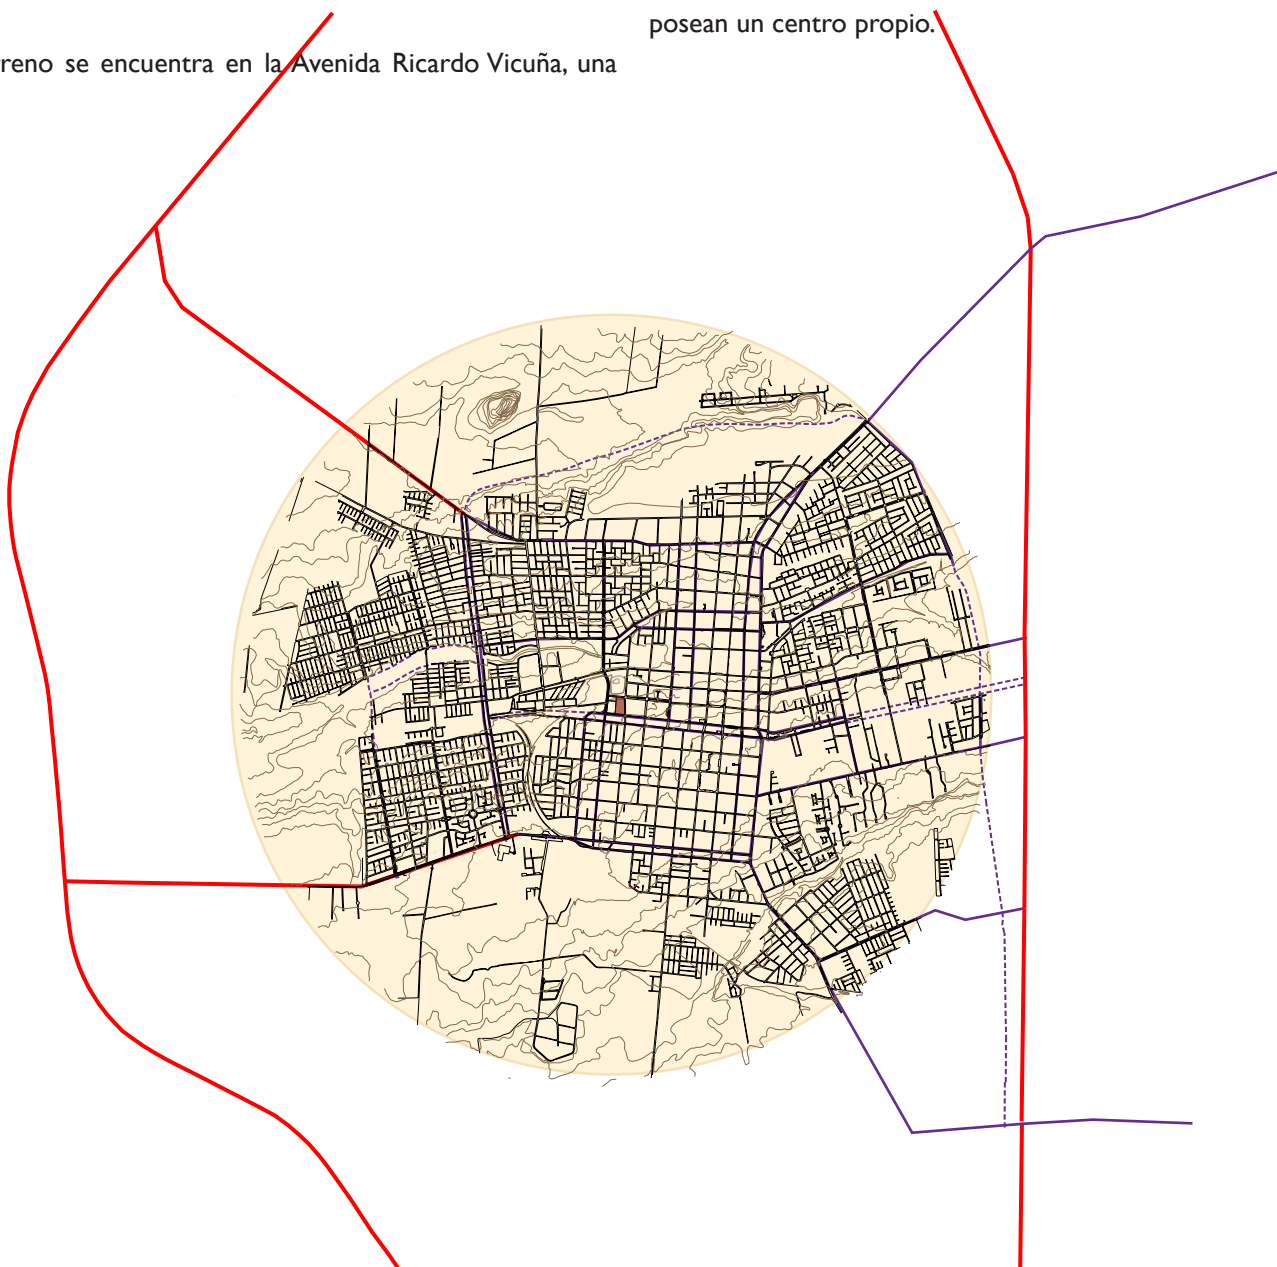 posean un centro propio.
reno se encuentra en la Avenida Ricardo Vicuña, una